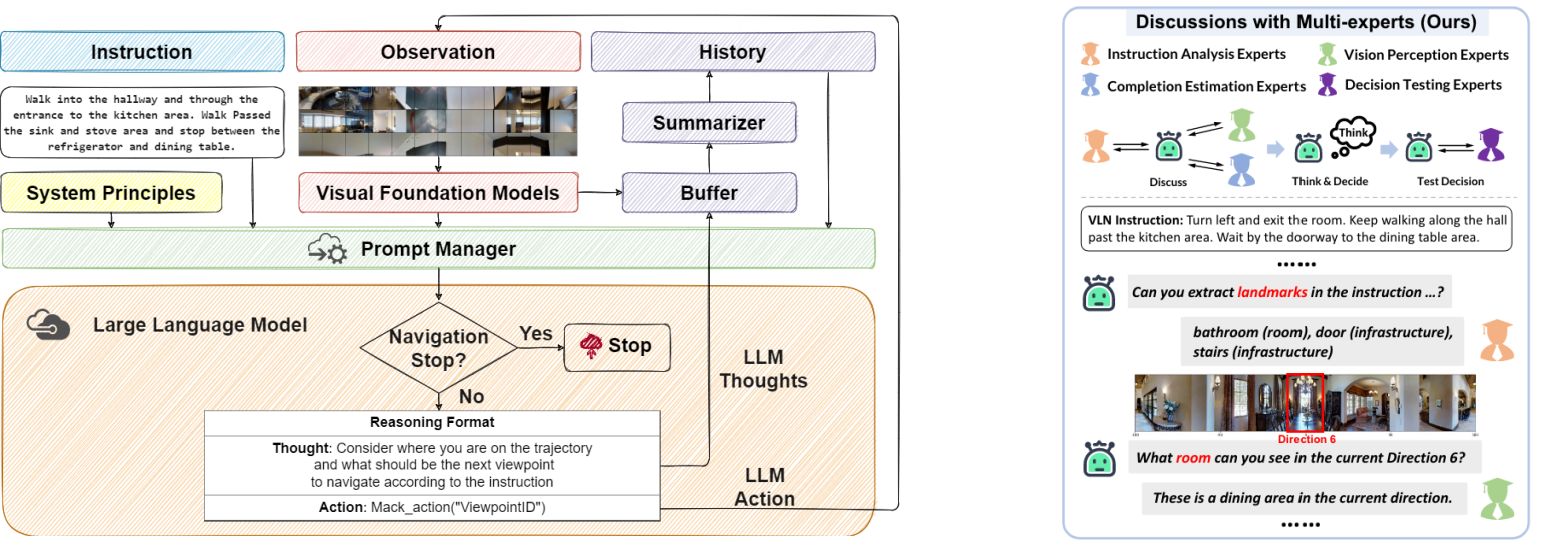 Instruction
Observation
History
Walk into the hallway and through the
entrance to the kitchen area. Walk Passed
the sink and stove area and stop between the
refrigerator and dining table.
Summarizer
System Principles
Visual Foundation Models
Buffer
Prompt Manager
Large Language Model
Navigation
Stop?
Yes
Stop
No
LLM
Thoughts
Reasoning Format
Thought: Consider where you are on the trajectory
and what should be the next viewpoint
to navigate according to the instruction
Action: Mack_action("ViewpointID")
LLM
Action
Discussions with Multi-experts (Ours)
Instruction Analysis Experts
Vision Perception Experts
Completion Estimation Experts
Decision Testing Experts
Think
Discuss
Think & Decide
Test Decision
VLN Instruction: Turn left and exit the room. Keep walking along the hall
past the kitchen area. Wait by the doorway to the dining table area.
......
Can you extract landmarks in the instruction ...?
bathroom (room), door (infrastructure),
stairs (infrastructure)
Direction 6
What room can you see in the current Direction 6?
These is a dining area in the current direction.
......